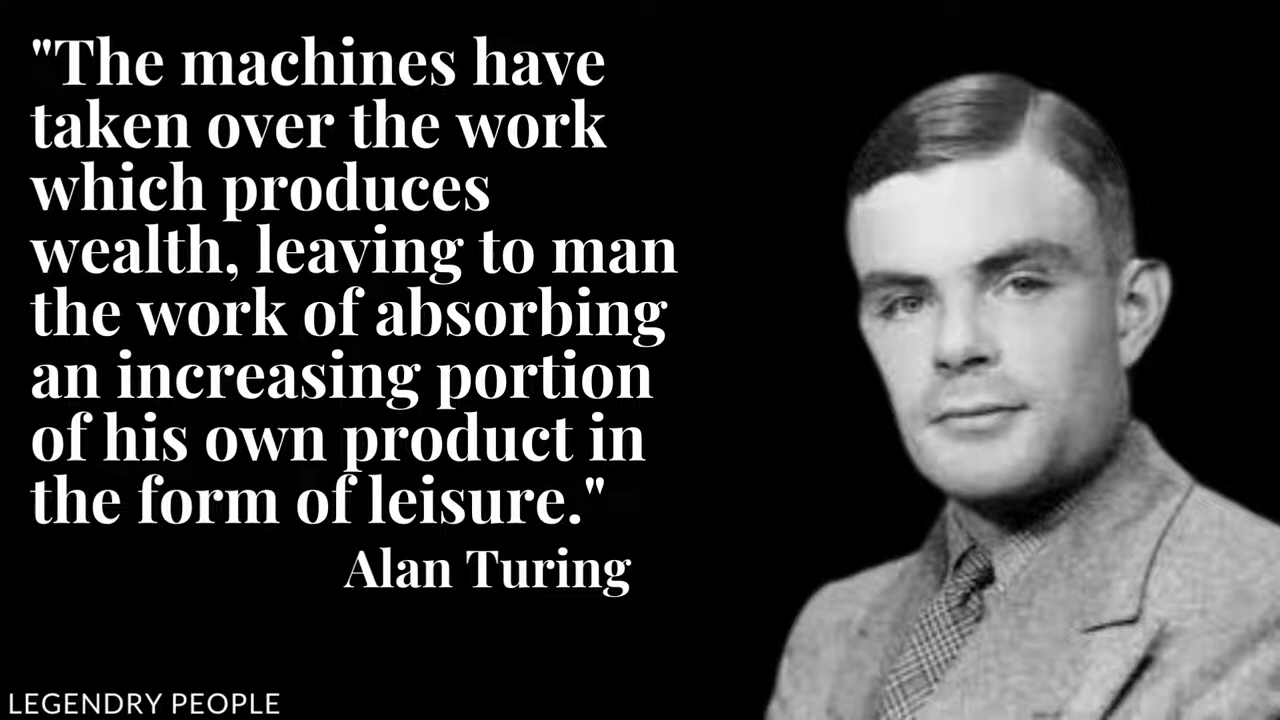 "The machines have
taken over the work
which produces
wealth, leaving to man
the work of absorbing
an increasing portion
of his own product in
the form of leisure."
Alan Turing
LEGENDRY PEOPLE